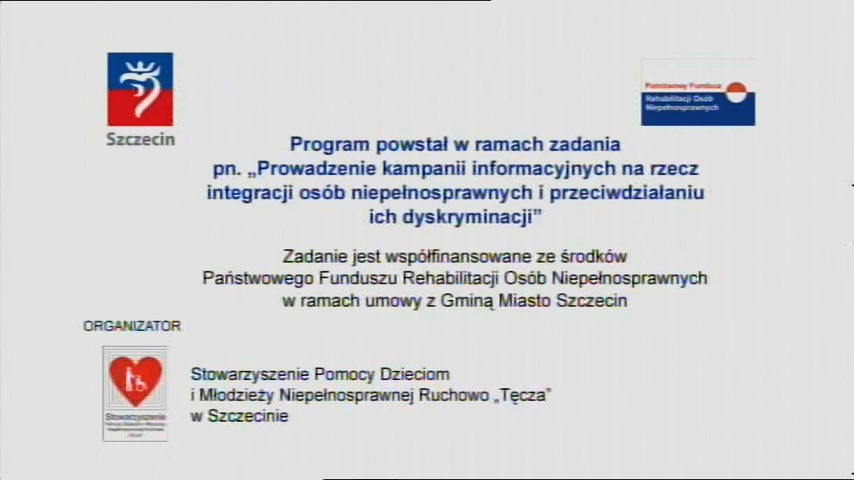 Szczecin
Państwowy Fundusz
Rehabilitacji Osób
Niepełnosprawnych
Program powstał w ramach zadania
pn. „Prowadzenie kampanii informacyjnych na rzecz
integracji osób niepełnosprawnych i przeciwdziałaniu
ich dyskryminacji”
Zadanie jest współfinansowane ze środków
Państwowego Funduszu Rehabilitacji Osób Niepełnosprawnych
w ramach umowy z Gminą Miasto Szczecin
ORGANIZATOR
Stowarzyszenie
Stowarzyszenie Pomocy Dzieciom
i Młodzieży Niepełnosprawnej Ruchowo „Tęcza”
w Szczecinie